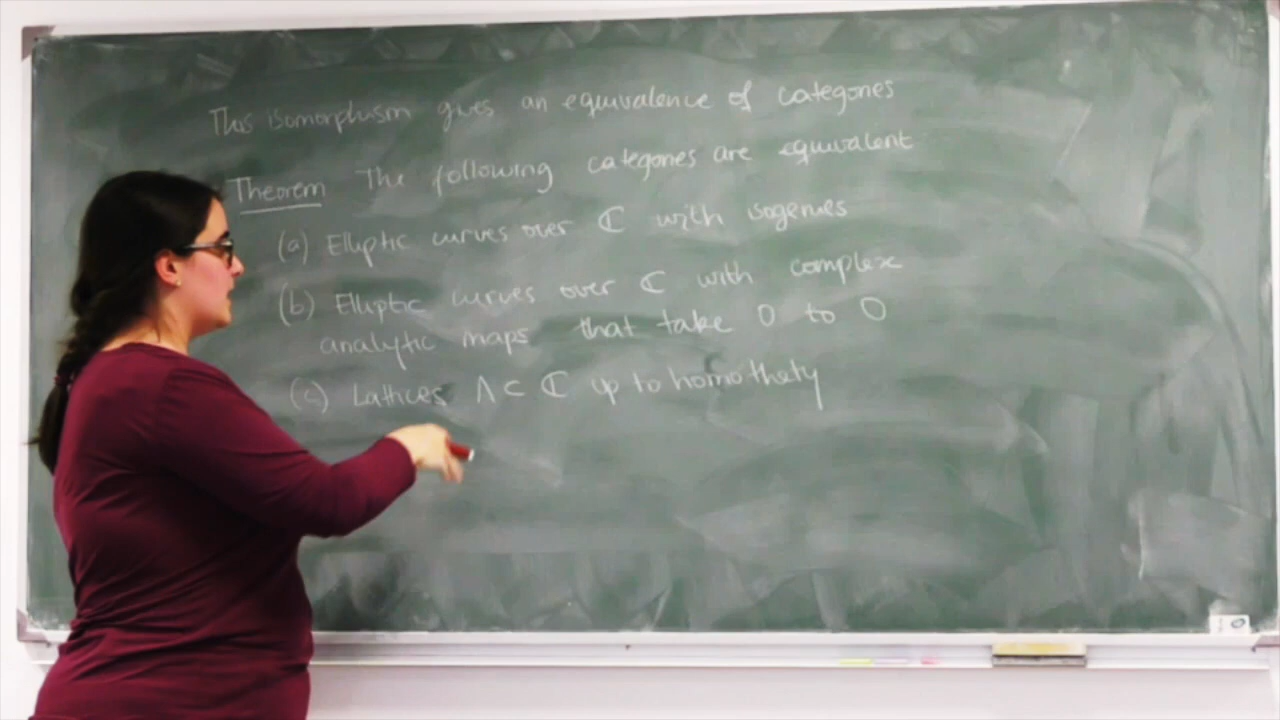 This isomorphism gives an equivalence of categories
Theorem The following categories are equivalent
(a) Elliptic curves over ℂ with isogenies
(b) Elliptic curves over ℂ with complex
analytic maps that take 0 to 0
(c) Lattices Λ ⊂ ℂ up to homothety